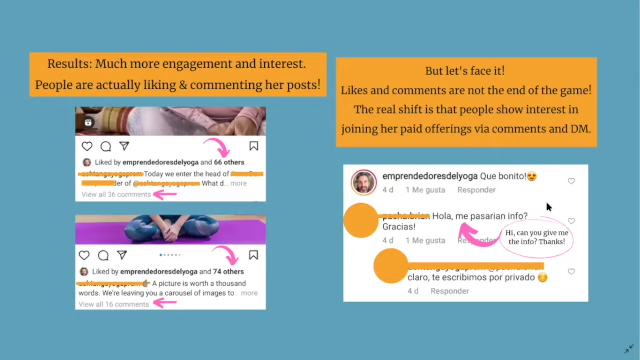 Results: Much more engagement and interest.
People are actually liking & commenting her posts!
Liked by emprendedoresdelyoga and 66 others
Today we enter the head of
der of What d... more
View all 36 comments
Liked by emprendedoresdelyoga and 74 others
A picture is worth a thousand
words. We're leaving you a carousel of images to... more
View all 16 comments
But let's face it!
Likes and comments are not the end of the game!
The real shift is that people show interest in
joining her paid offerings via comments and DM.
emprendedoresdelyoga Que bonito!
4 d 1 Me gusta Responder
Hola, me pasarian info?
Gracias!
4 d 1 Me gusta Responder
Hi, can you give me
the info? Thanks!
claro, te escribimos por privado
4 d Responder